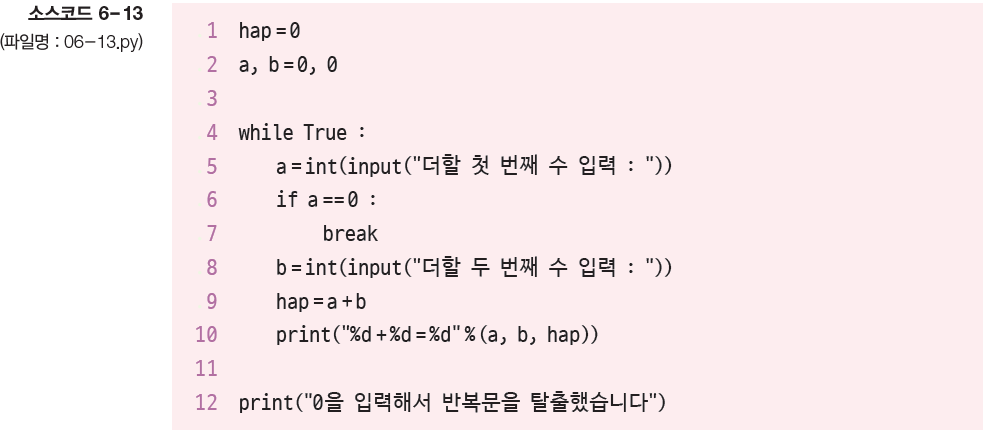 소스코드 6-13
(파일명 : 06-13.py)
1 hap=0
2 a, b=0, 0
3
4 while True :
5     a=int(input("더할 첫 번째 수 입력 : "))
6     if a==0 :
7         break
8     b=int(input("더할 두 번째 수 입력 : "))
9     hap=a+b
10     print("%d+%d=%d"%(a, b, hap))
11
12 print("0을 입력해서 반복문을 탈출했습니다")